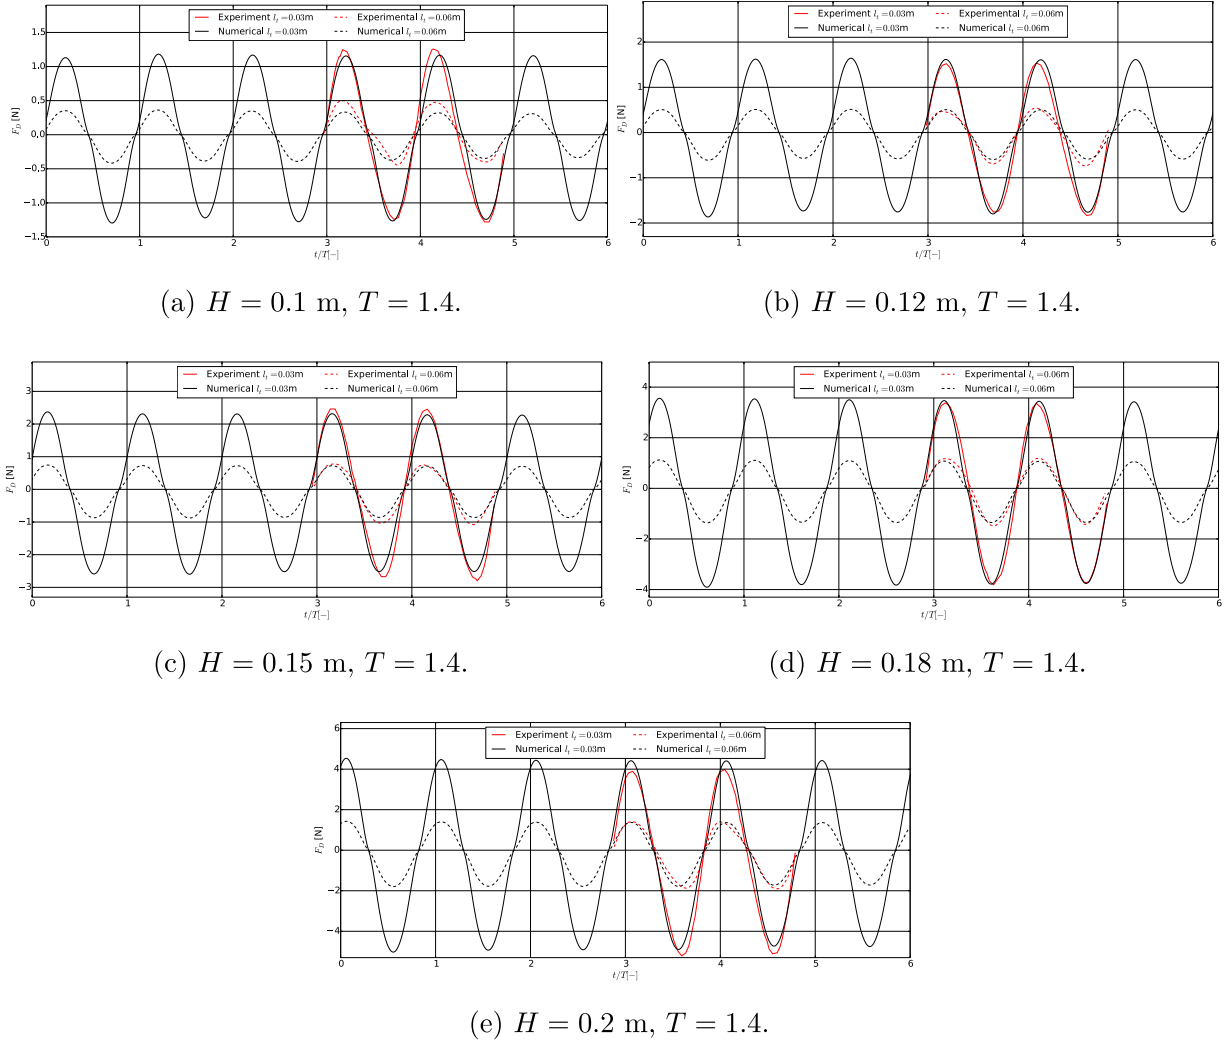 Experiment l_t=0.03m Experimental l_t=0.06m
Numerical l_t=0.03m Numerical l_t=0.06m
F_D [N]
1.5
1.0
0.5
0.0
−0.5
−1.0
−1.5
0 1 2 3 4 5 6
t/T[−]
(a) H = 0.1 m, T = 1.4.
Experiment l_t=0.03m Experimental l_t=0.06m
Numerical l_t=0.03m Numerical l_t=0.06m
F_D [N]
2
1
0
−1
−2
0 1 2 3 4 5 6
t/T[−]
(b) H = 0.12 m, T = 1.4.
Experiment l_t=0.03m Experimental l_t=0.06m
Numerical l_t=0.03m Numerical l_t=0.06m
F_D [N]
3
2
1
0
−1
−2
−3
0 1 2 3 4 5 6
t/T[−]
(c) H = 0.15 m, T = 1.4.
Experiment l_t=0.03m Experimental l_t=0.06m
Numerical l_t=0.03m Numerical l_t=0.06m
F_D [N]
4
2
0
−2
−4
0 1 2 3 4 5 6
t/T[−]
(d) H = 0.18 m, T = 1.4.
Experiment l_t=0.03m Experimental l_t=0.06m
Numerical l_t=0.03m Numerical l_t=0.06m
F_D [N]
6
4
2
0
−2
−4
0 1 2 3 4 5 6
t/T[−]
(e) H = 0.2 m, T = 1.4.